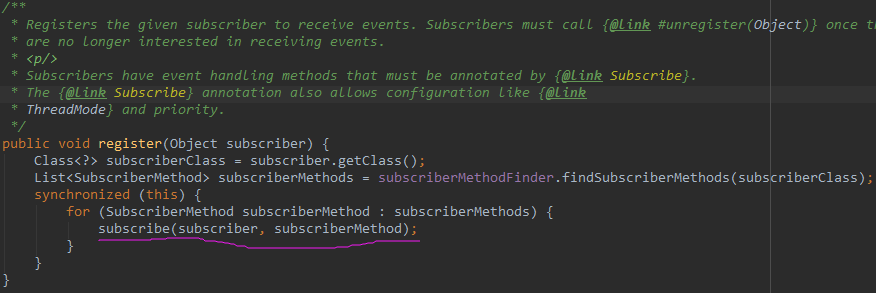 /**
 * Registers the given subscriber to receive events. Subscribers must call {@link #unregister(Object)} once
 * are no longer interested in receiving events.
 * <p/>
 * Subscribers have event handling methods that must be annotated by {@link Subscribe}.
 * The {@link Subscribe} annotation also allows configuration like {@link
 * ThreadMode} and priority.
 */
public void register(Object subscriber) {
    Class<?> subscriberClass = subscriber.getClass();
    List<SubscriberMethod> subscriberMethods = subscriberMethodFinder.findSubscriberMethods(subscriberClass);
    synchronized (this) {
        for (SubscriberMethod subscriberMethod : subscriberMethods) {
            subscribe(subscriber, subscriberMethod);
        }
    }
}